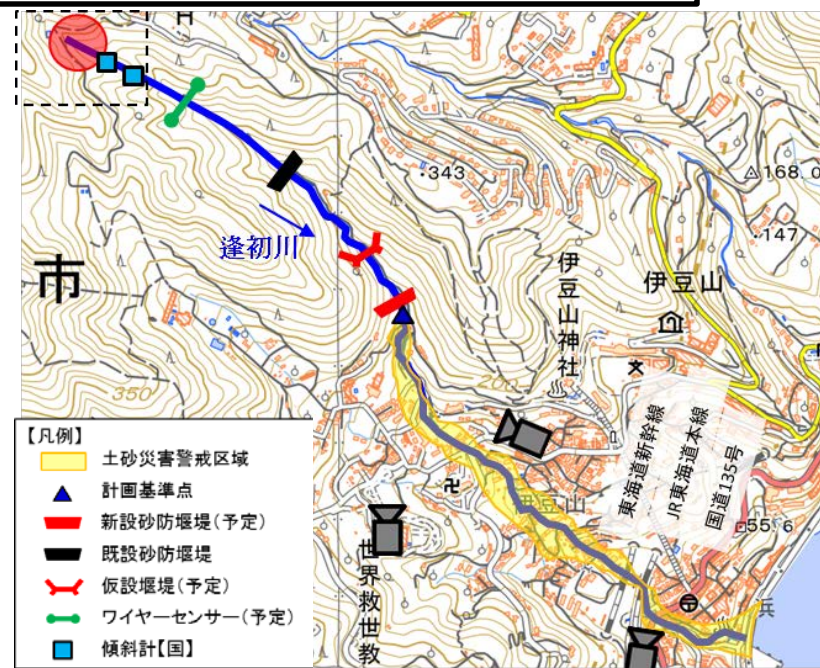 H
・343
168.0
・147
逢初川
市
伊豆山神社
伊豆山
350
200
東海道新幹線
JR東海道本線
国道135号
伊豆山
55.6
世界救世教
浜
【凡例】
土砂災害警戒区域
計画基準点
新設砂防堰堤(予定)
既設砂防堰堤
仮設堰堤(予定)
ワイヤーセンサー(予定)
傾斜計【国】